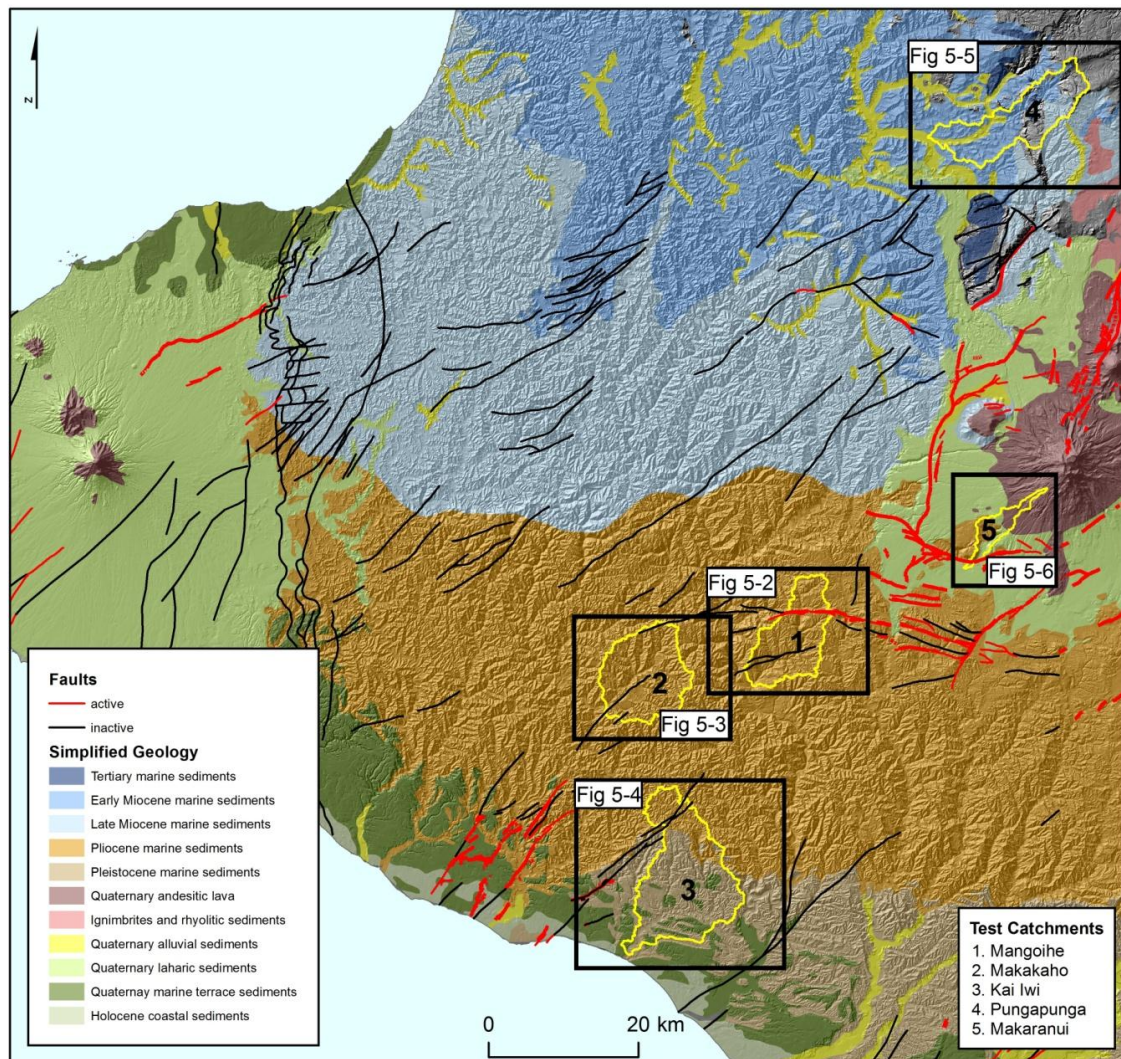 Fig 5-5
4
N
5
Fig 5-6
Fig 5-2
1
2
Fig 5-3
Fig 5-4
3
Faults
active
inactive
Simplified Geology
Tertiary marine sediments
Early Miocene marine sediments
Late Miocene marine sediments
Pliocene marine sediments
Pleistocene marine sediments
Quaternary andesitic lava
Ignimbrites and rhyolitic sediments
Quaternary alluvial sediments
Quaternary laharic sediments
Quaternay marine terrace sediments
Holocene coastal sediments
Test Catchments
1. Mangoihe
2. Makakaho
3. Kai Iwi
4. Pungapunga
5. Makaranui
0 20 km